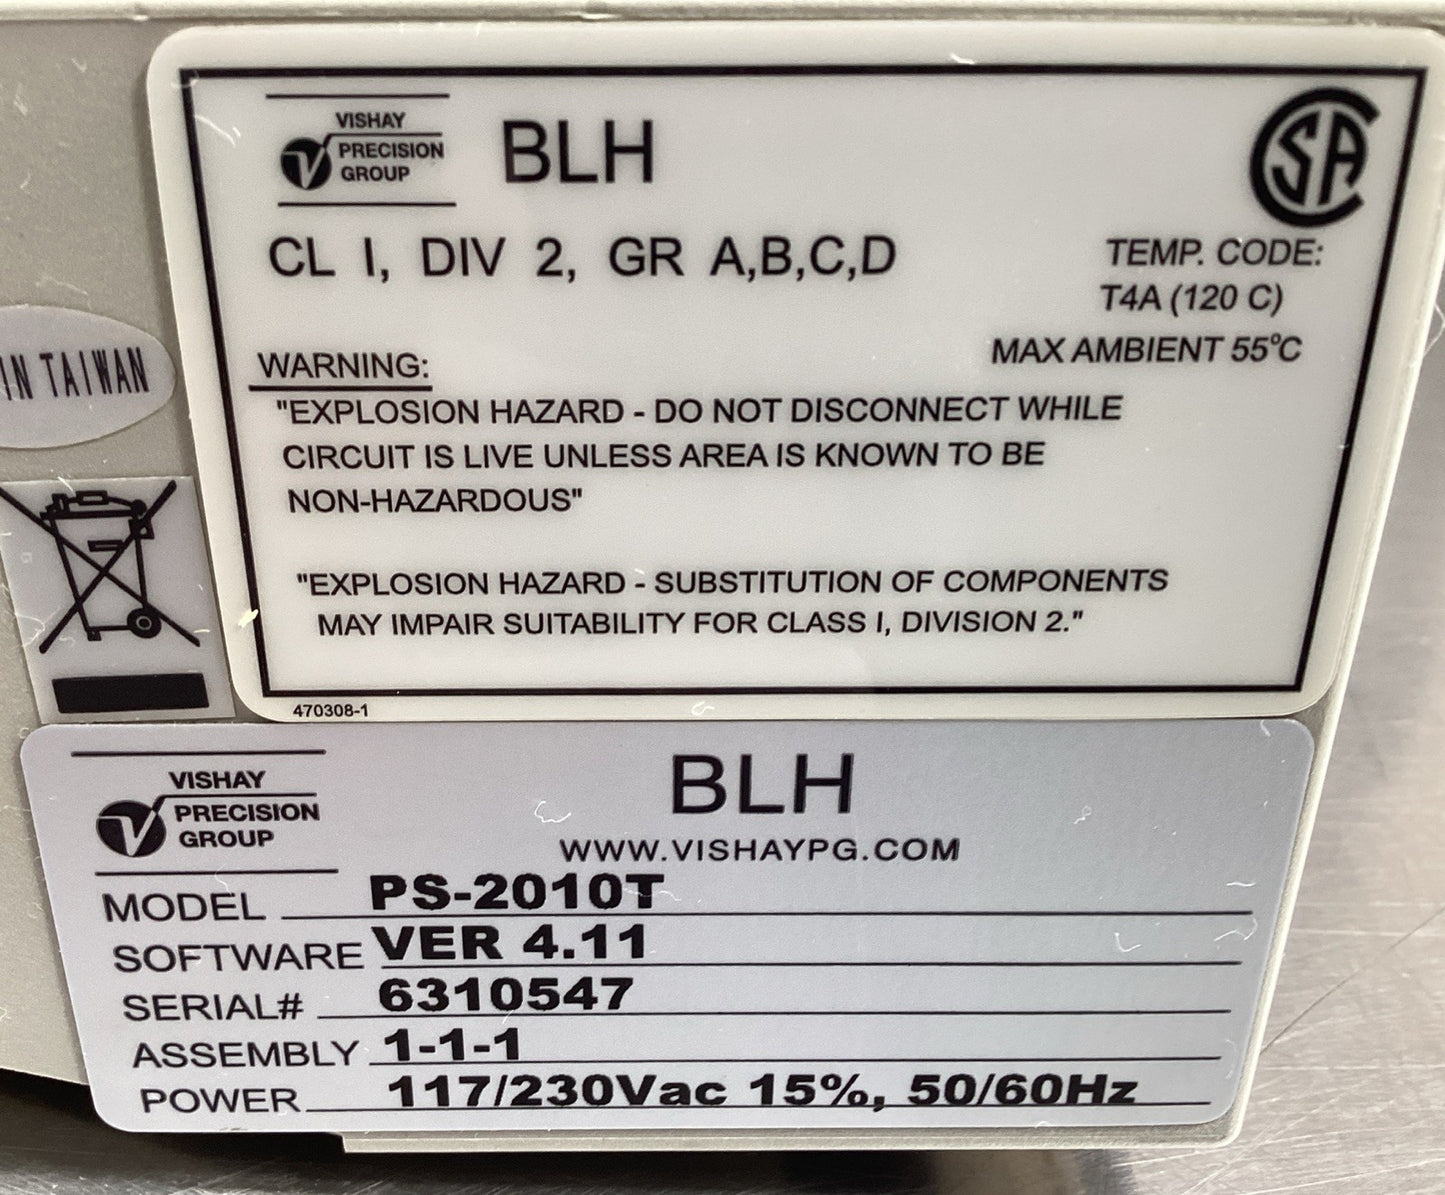 VISHAY
PRECISION
GROUP
BLH
CSA
CL I, DIV 2, GR A,B,C,D
TEMP. CODE:
T4A (120 C)
MAX AMBIENT 55°C
IN TAIWAN
WARNING:
"EXPLOSION HAZARD - DO NOT DISCONNECT WHILE
CIRCUIT IS LIVE UNLESS AREA IS KNOWN TO BE
NON-HAZARDOUS"
"EXPLOSION HAZARD - SUBSTITUTION OF COMPONENTS
MAY IMPAIR SUITABILITY FOR CLASS I, DIVISION 2."
470308-1
VISHAY
PRECISION
GROUP
BLH
WWW.VISHAYPG.COM
MODEL PS-2010T
SOFTWARE VER 4.11
SERIAL# 6310547
ASSEMBLY 1-1-1
POWER 117/230Vac 15%, 50/60Hz